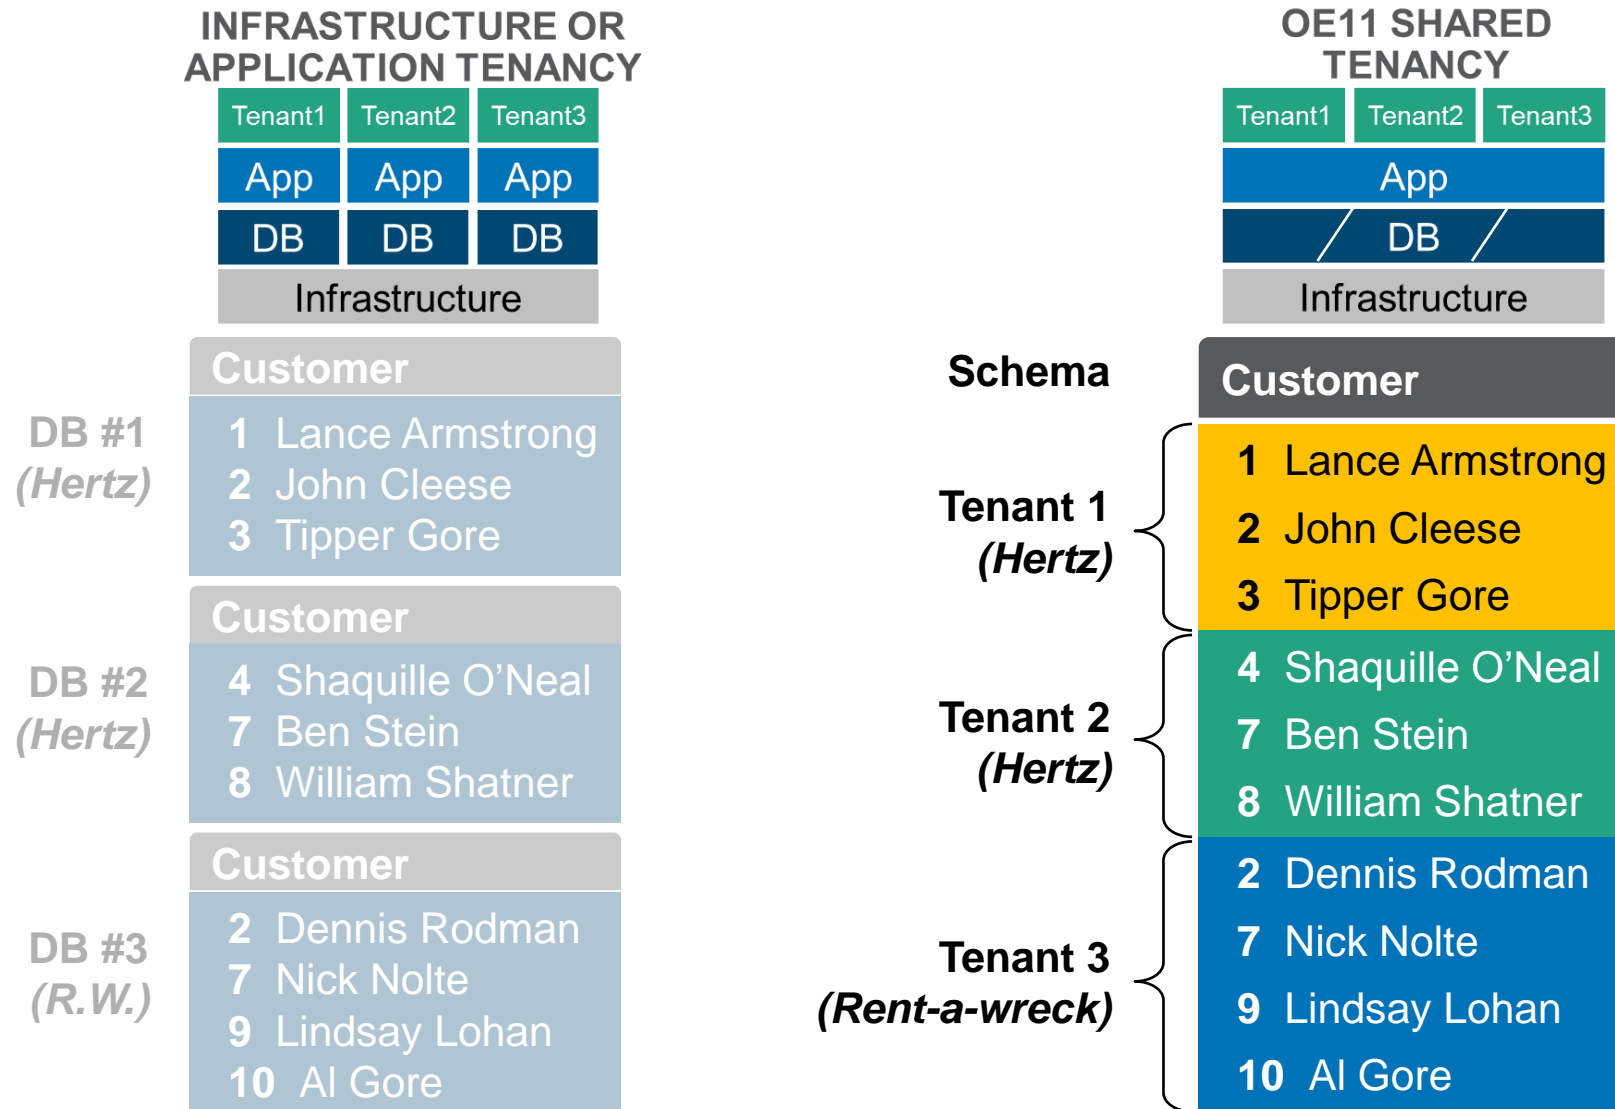 INFRASTRUCTURE OR
APPLICATION TENANCY
Tenant1 Tenant2 Tenant3
App App App
DB DB DB
Infrastructure
DB #1
(Hertz)
Customer
1 Lance Armstrong
2 John Cleese
3 Tipper Gore
DB #2
(Hertz)
Customer
4 Shaquille O’Neal
7 Ben Stein
8 William Shatner
DB #3
(R.W.)
Customer
2 Dennis Rodman
7 Nick Nolte
9 Lindsay Lohan
10 Al Gore
OE11 SHARED
TENANCY
Tenant1 Tenant2 Tenant3
App
DB
Infrastructure
Schema
Customer
Tenant 1
(Hertz)
1 Lance Armstrong
2 John Cleese
3 Tipper Gore
Tenant 2
(Hertz)
4 Shaquille O’Neal
7 Ben Stein
8 William Shatner
Tenant 3
(Rent-a-wreck)
2 Dennis Rodman
7 Nick Nolte
9 Lindsay Lohan
10 Al Gore